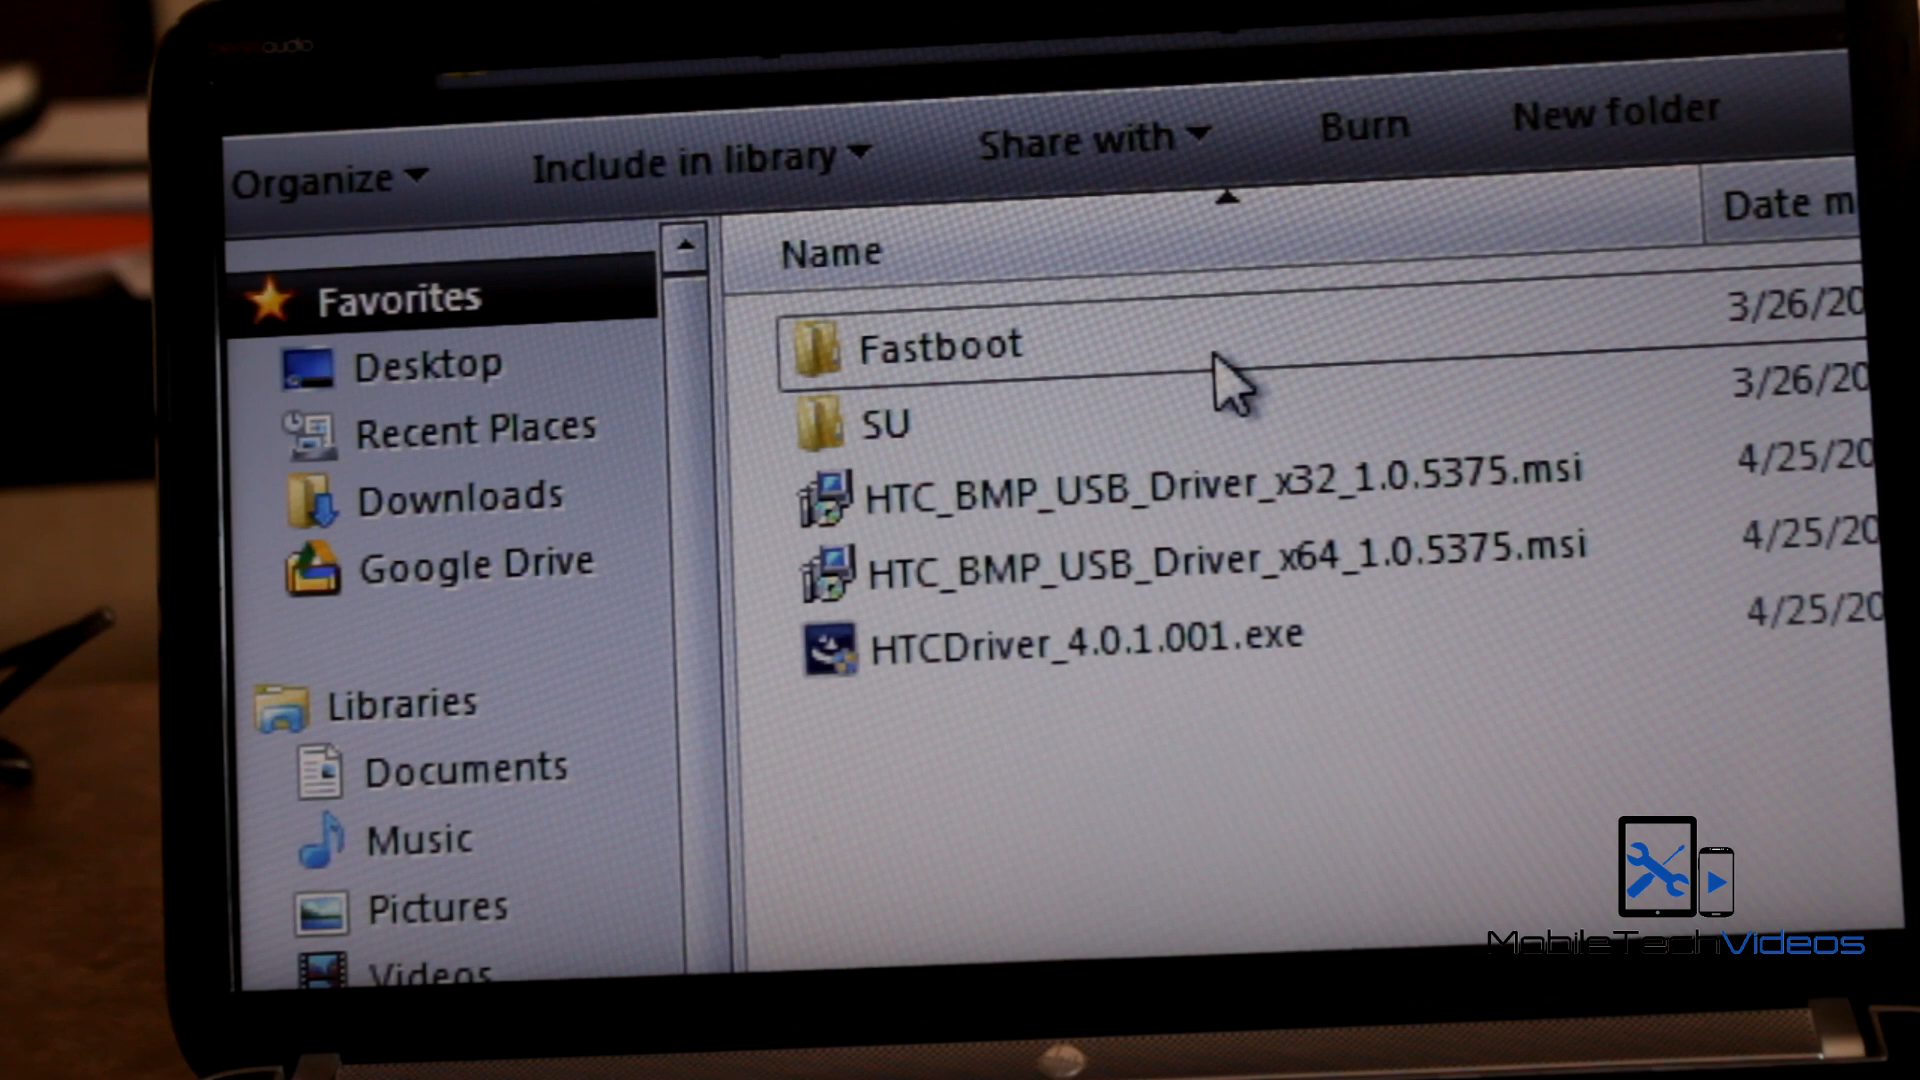 audio
Organize
Include in library
Share with
Burn
New folder
Name
Date m
Favorites
Desktop
Recent Places
Downloads
Google Drive
Libraries
Documents
Music
Pictures
Videos
Fastboot 3/26/20
SU 3/26/20
HTC_BMP_USB_Driver_x32_1.0.5375.msi 4/25/20
HTC_BMP_USB_Driver_x64_1.0.5375.msi 4/25/20
HTCDriver_4.0.1.001.exe 4/25/20
MobileTechVideos